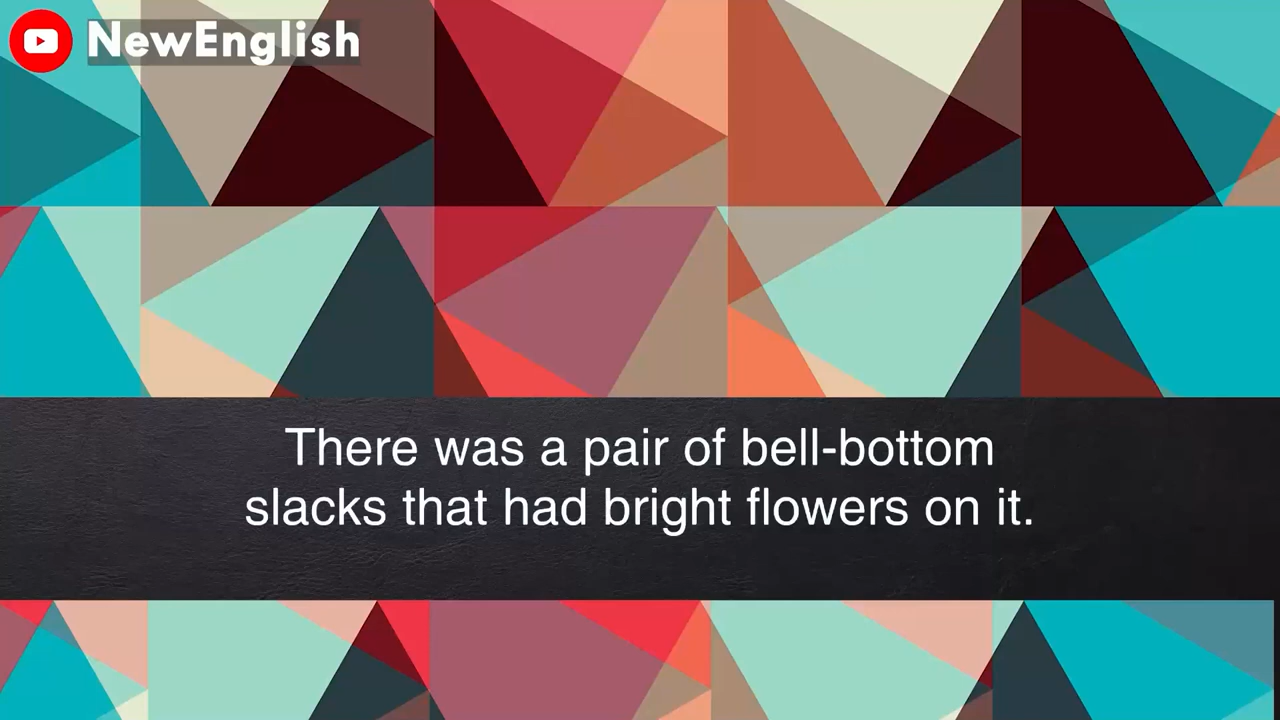 NewEnglish
There was a pair of bell-bottom
slacks that had bright flowers on it.